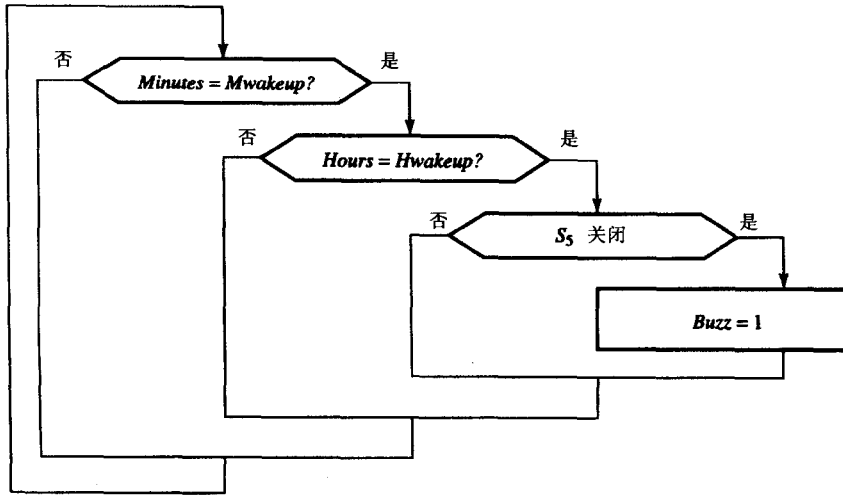 否
是
Minutes = Mwakeup?
否
是
Hours = Hwakeup?
否
是
S₅ 关闭
Buzz = 1